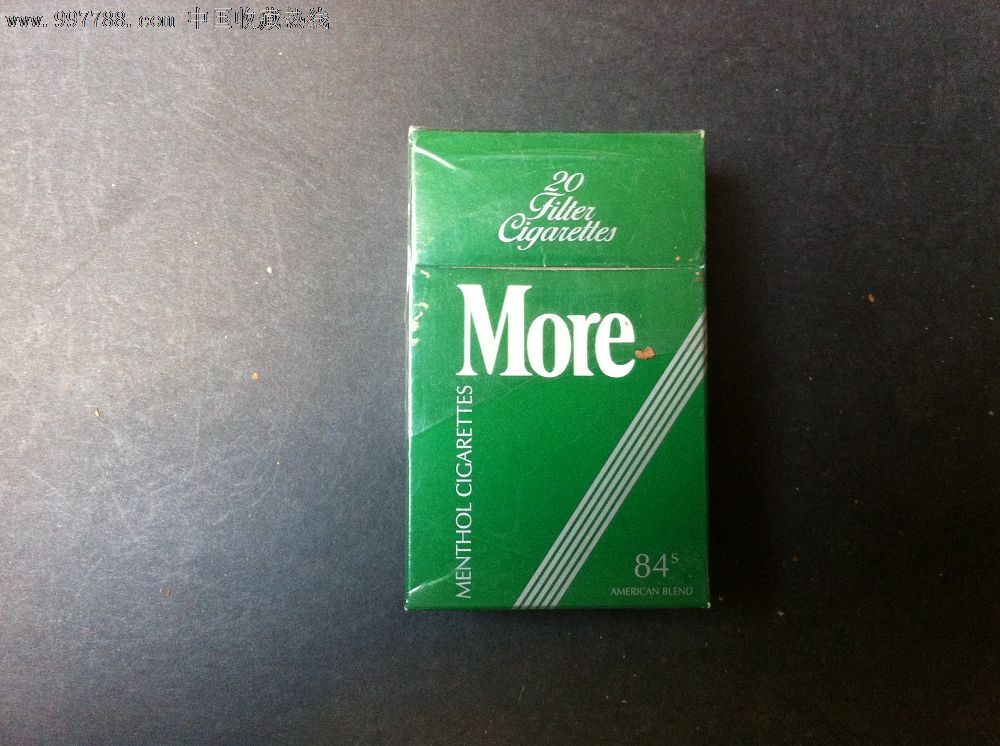 www.997788.com 中国收藏热线
20
Filter
Cigarettes
More
MENTHOL CIGARETTES
84s
AMERICAN BLEND